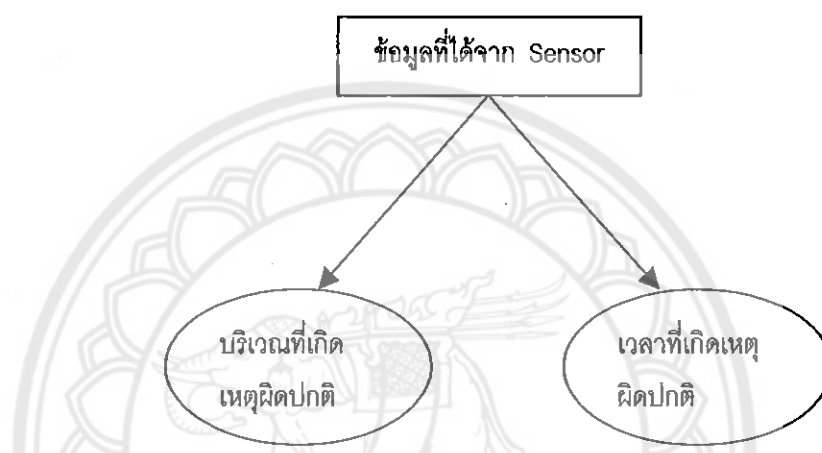 ข้อมูลที่ได้จาก Sensor
บริเวณที่เกิด
เหตุผิดปกติ
เวลาที่เกิดเหตุ
ผิดปกติ